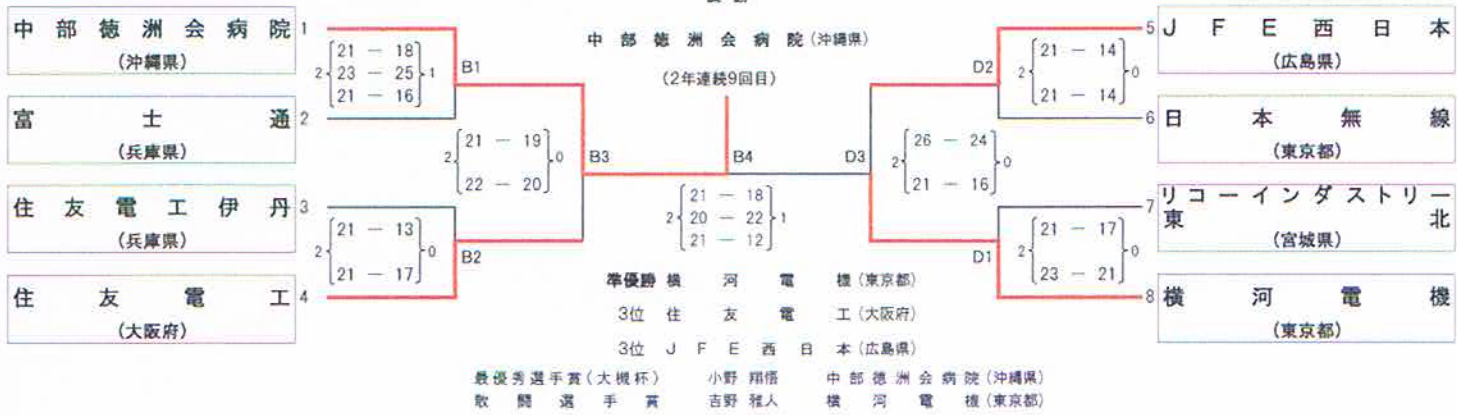 優勝
中部徳洲会病院(沖縄県)
(2年連続9回目)
中部徳洲会病院 1
(沖縄県)
富士通 2
(兵庫県)
住友電工伊丹 3
(兵庫県)
住友電工 4
(大阪府)
2 21 — 18 1
23 — 25
21 — 16
B1
2 21 — 13 0
21 — 17
B2
2 21 — 19 0
22 — 20
B3
B4
2 21 — 18 1
20 — 22
21 — 12
D3
2 26 — 24 0
21 — 16
D2
2 21 — 14 0
21 — 14
D1
2 21 — 17 0
23 — 21
5 JFE西日本
(広島県)
6 日本無線
(東京都)
7 リコーインダストリー
東北
(宮城県)
8 横河電機
(東京都)
準優勝 横河電機(東京都)
3位 住友電工(大阪府)
3位 JFE西日本(広島県)
最優秀選手賞(大槻杯) 小野 翔悟 中部徳洲会病院(沖縄県)
敢闘選手賞 吉野 雅人 横河電機(東京都)